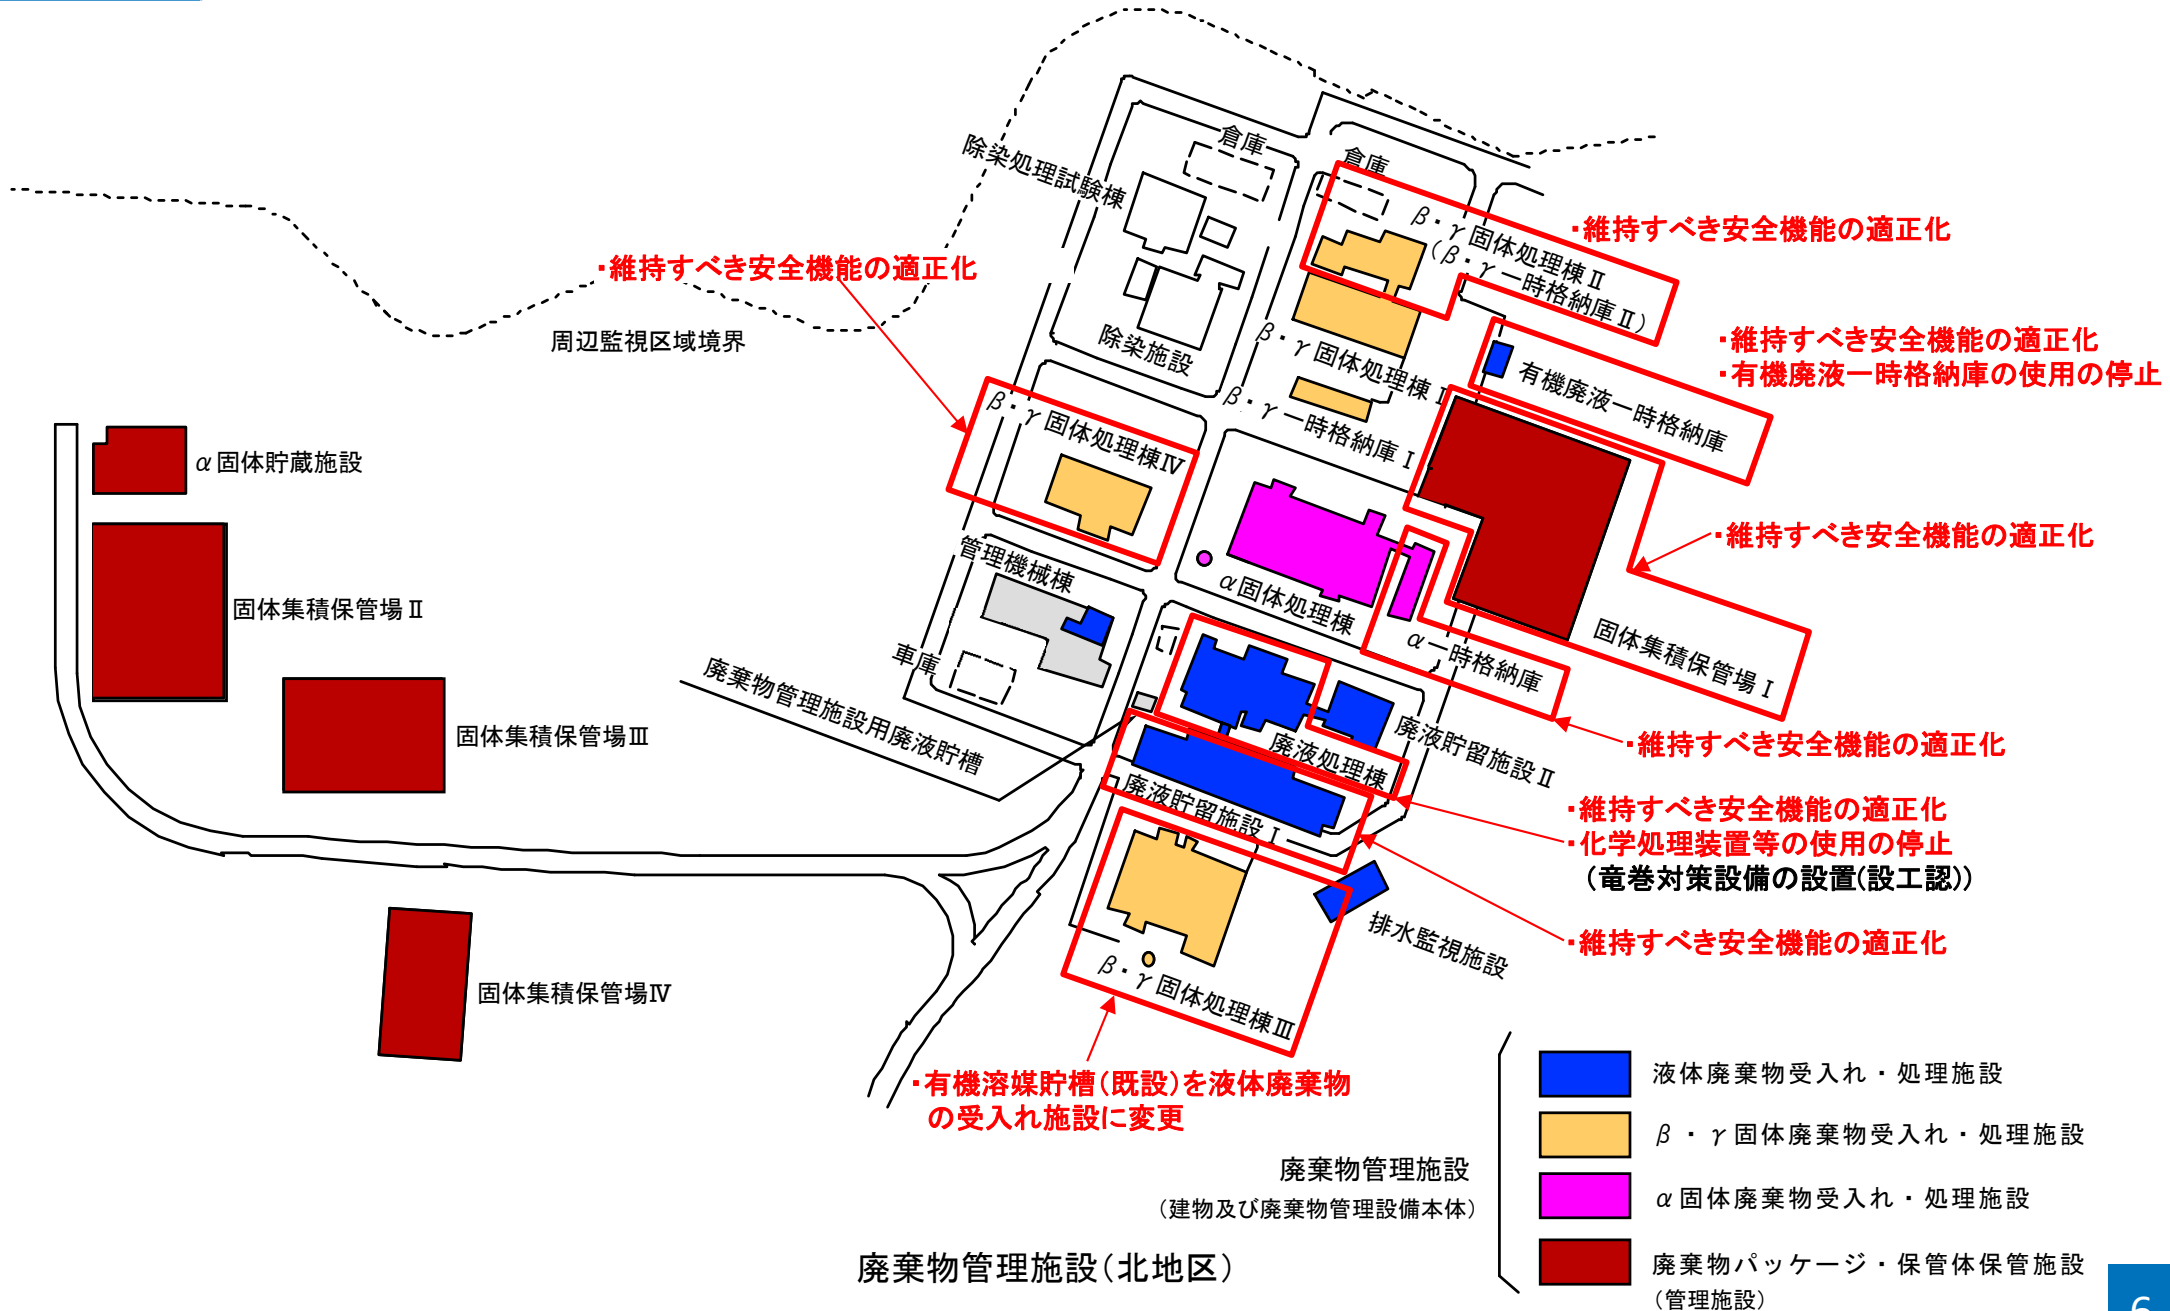 倉庫
倉庫
除染処理試験棟
β・γ固体処理棟Ⅱ
(β・γ一時格納庫Ⅱ)
・維持すべき安全機能の適正化
・維持すべき安全機能の適正化
周辺監視区域境界
除染施設
β・γ固体処理棟Ⅰ
・維持すべき安全機能の適正化
・有機廃液一時格納庫の使用の停止
有機廃液一時格納庫
β・γ一時格納庫Ⅰ
β・γ固体処理棟Ⅳ
α固体貯蔵施設
・維持すべき安全機能の適正化
管理機械棟
α固体処理棟
固体集積保管場Ⅱ
α一時格納庫
固体集積保管場Ⅰ
車庫
廃棄物管理施設用廃液貯槽
固体集積保管場Ⅲ
廃液処理棟
廃液貯留施設Ⅱ
・維持すべき安全機能の適正化
廃液貯留施設Ⅰ
・維持すべき安全機能の適正化
・化学処理装置等の使用の停止
(竜巻対策設備の設置(設工認))
・維持すべき安全機能の適正化
排水監視施設
固体集積保管場Ⅳ
β・γ固体処理棟Ⅲ
・有機溶媒貯槽(既設)を液体廃棄物
の受入れ施設に変更
液体廃棄物受入れ・処理施設
β・γ固体廃棄物受入れ・処理施設
廃棄物管理施設
(建物及び廃棄物管理設備本体)
α固体廃棄物受入れ・処理施設
廃棄物パッケージ・保管体保管施設
(管理施設)
廃棄物管理施設(北地区)
6